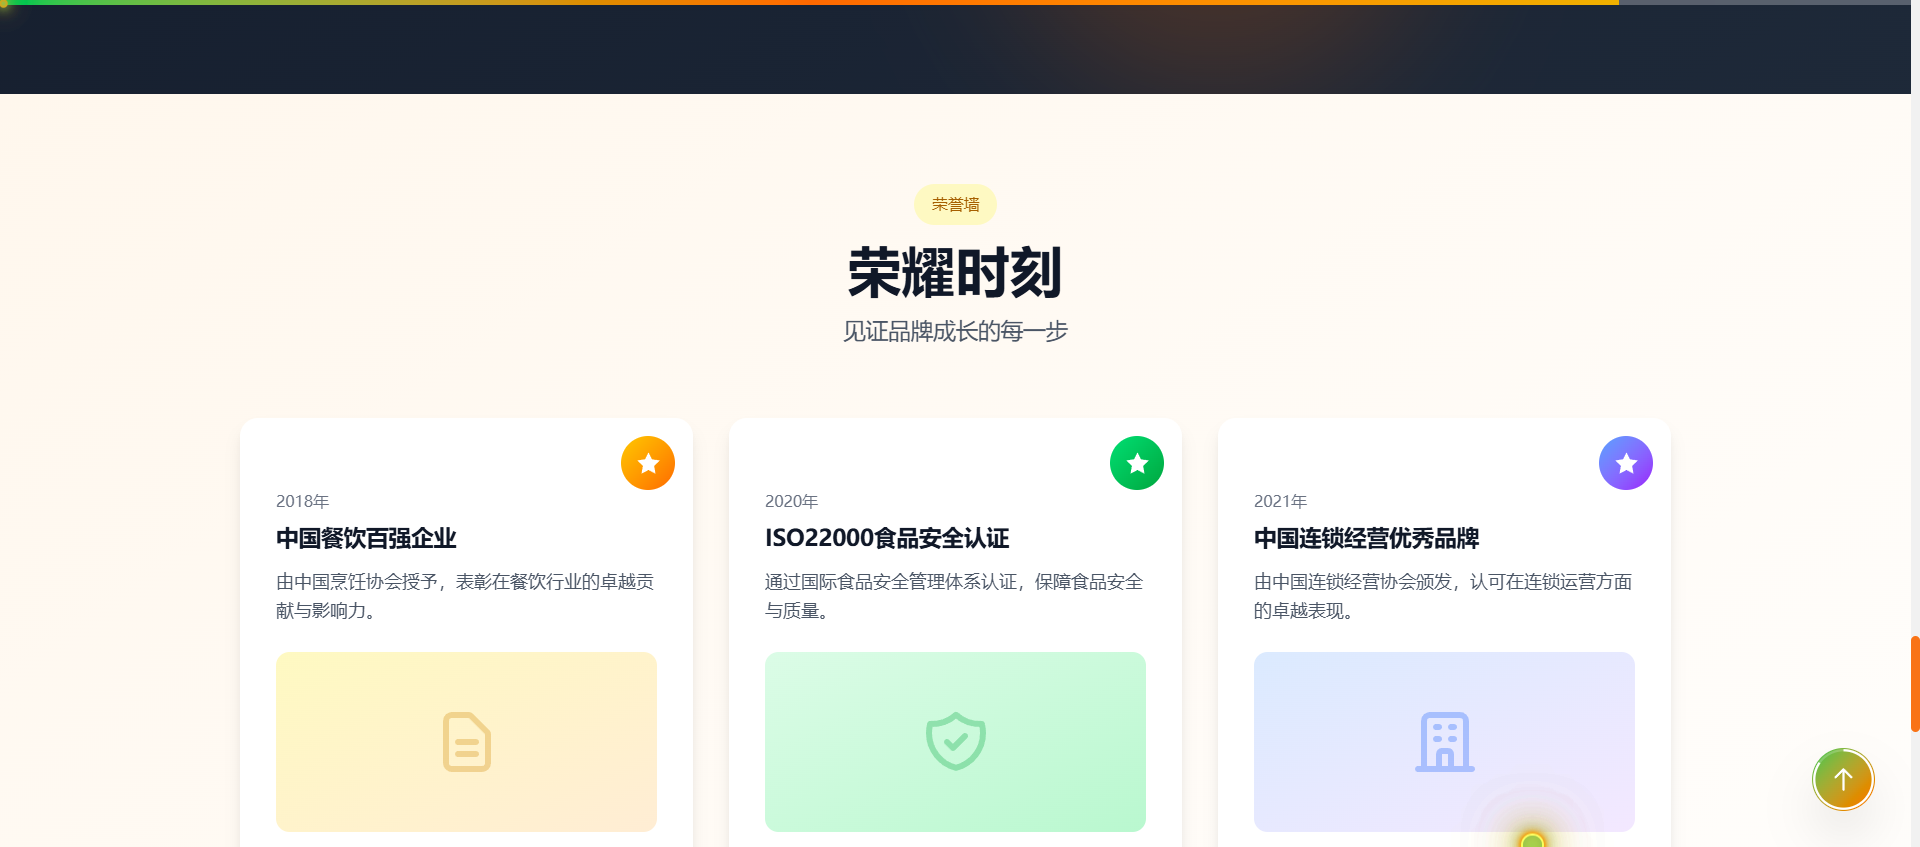 荣誉墙
荣耀时刻
见证品牌成长的每一步
2018年
中国餐饮百强企业
由中国烹饪协会授予，表彰在餐饮行业的卓越贡
献与影响力。
2020年
ISO22000食品安全认证
通过国际食品安全管理体系认证，保障食品安全
与质量。
2021年
中国连锁经营优秀品牌
由中国连锁经营协会颁发，认可在连锁运营方面
的卓越表现。